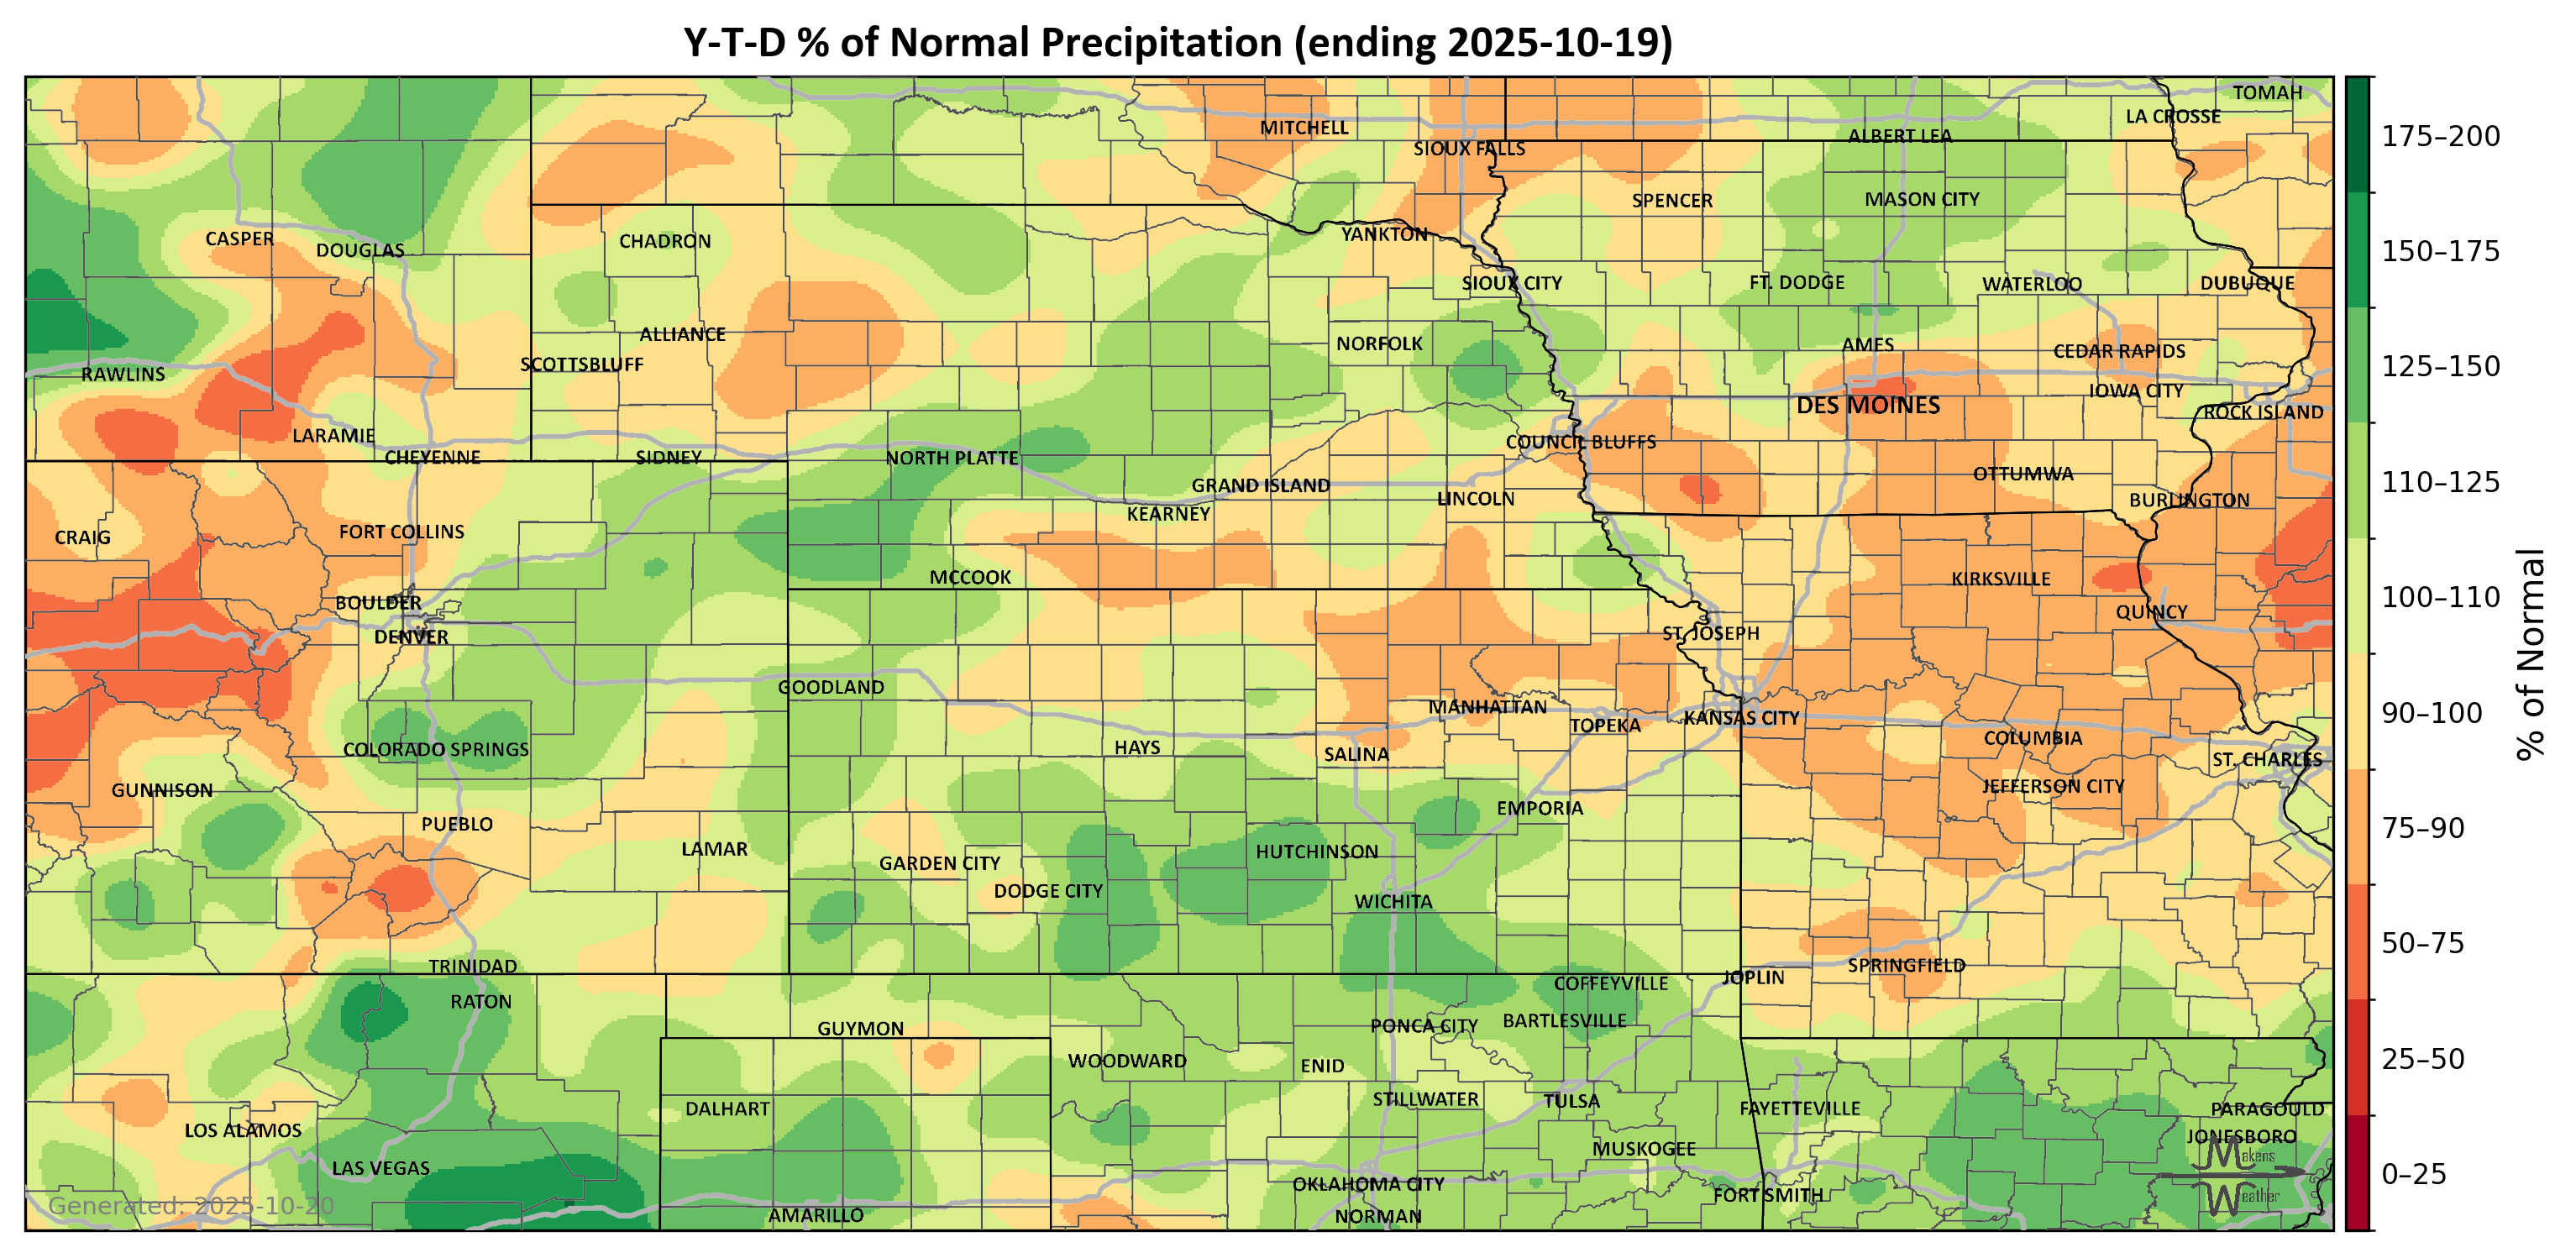 Y-T-D % of Normal Precipitation (ending 2025-10-19)
TOMAH
LA CROSSE
MITCHELL
ALBERT LEA
SIOUX FALLS
SPENCER
MASON CITY
YANKTON
CASPER
CHADRON
DOUGLAS
SIOUX CITY
FT. DODGE
WATERLOO
DUBUQUE
ALLIANCE
NORFOLK
AMES
CEDAR RAPIDS
SCOTTSBLUFF
RAWLINS
IOWA CITY
DES MOINES
ROCK ISLAND
LARAMIE
COUNCIL BLUFFS
CHEYENNE
SIDNEY
NORTH PLATTE
OTTUMWA
GRAND ISLAND
LINCOLN
BURLINGTON
KEARNEY
FORT COLLINS
CRAIG
MCCOOK
KIRKSVILLE
BOULDER
QUINCY
DENVER
ST. JOSEPH
GOODLAND
MANHATTAN
KANSAS CITY
TOPEKA
COLUMBIA
COLORADO SPRINGS
HAYS
SALINA
ST. CHARLES
GUNNISON
JEFFERSON CITY
EMPORIA
PUEBLO
LAMAR
HUTCHINSON
GARDEN CITY
DODGE CITY
WICHITA
TRINIDAD
SPRINGFIELD
JOPLIN
COFFEYVILLE
RATON
GUYMON
PONCA CITY
BARTLESVILLE
WOODWARD
ENID
STILLWATER
TULSA
DALHART
FAYETTEVILLE
PARAGOULD
LOS ALAMOS
JONESBORO
MUSKOGEE
Makens
LAS VEGAS
OKLAHOMA CITY
FORT SMITH
Weather
Generated: 2025-10-20
AMARILLO
NORMAN
175–200
150–175
125–150
110–125
100–110
90–100
75–90
50–75
25–50
0–25
% of Normal